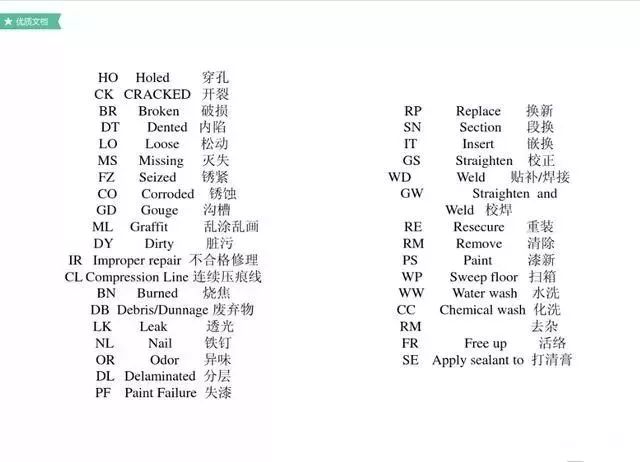 优质文档
HO Holed 穿孔
CK CRACKED 开裂
BR Broken 破损
DT Dented 内陷
LO Loose 松动
MS Missing 灭失
FZ Seized 锈紧
CO Corroded 锈蚀
GD Gouge 沟槽
ML Graffit 乱涂乱画
DY Dirty 脏污
IR Improper repair 不合格修理
CL Compression Line 连续压痕线
BN Burned 烧焦
DB Debris/Dunnage 废弃物
LK Leak 透光
NL Nail 铁钉
OR Odor 异味
DL Delaminated 分层
PF Paint Failure 失漆
RP Replace 换新
SN Section 段换
IT Insert 嵌换
GS Straighten 校正
WD Weld 贴补/焊接
GW Straighten and
Weld 校焊
RE Resecure 重装
RM Remove 清除
PS Paint 漆新
WP Sweep floor 扫箱
WW Water wash 水洗
CC Chemical wash 化洗
RM 去杂
FR Free up 活络
SE Apply sealant to 打清膏